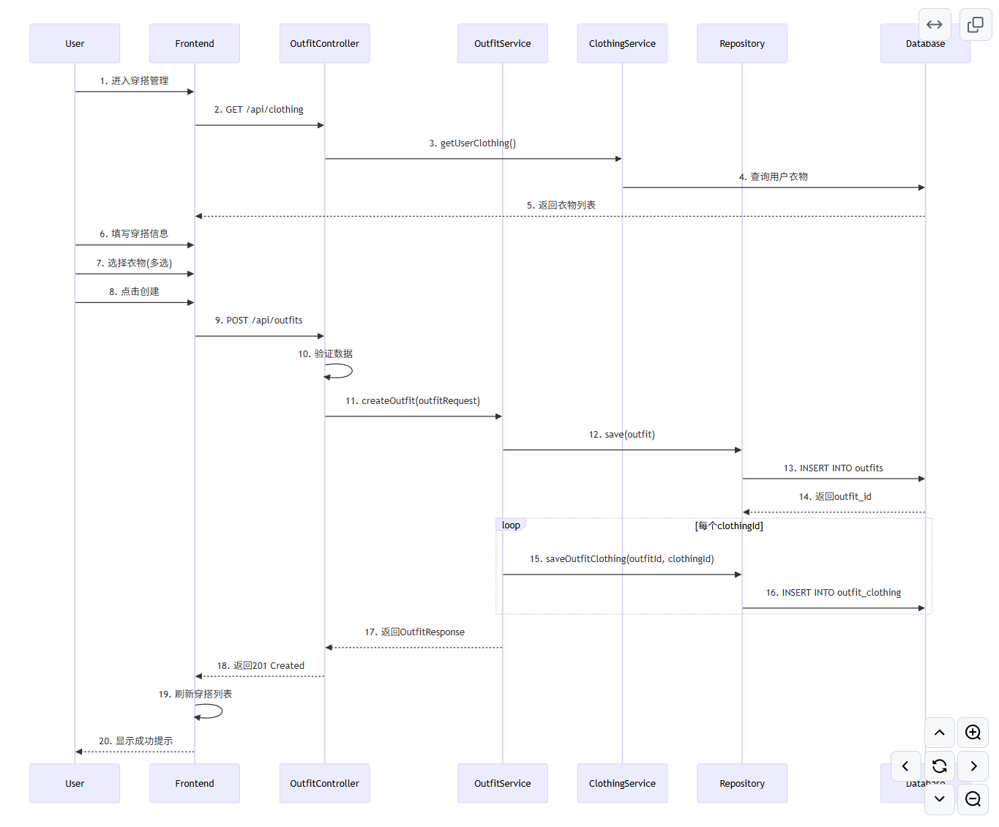 User
Frontend
OutfitController
OutfitService
ClothingService
Repository
Database
1. 进入穿搭管理
2. GET /api/clothing
3. getUserClothing()
4. 查询用户衣物
5. 返回衣物列表
6. 填写穿搭信息
7. 选择衣物(多选)
8. 点击创建
9. POST /api/outfits
10. 验证数据
11. createOutfit(outfitRequest)
12. save(outfit)
13. INSERT INTO outfits
14. 返回outfit_id
loop
[每个clothingId]
15. saveOutfitClothing(outfitId, clothingId)
16. INSERT INTO outfit_clothing
17. 返回OutfitResponse
18. 返回201 Created
19. 刷新穿搭列表
20. 显示成功提示
User
Frontend
OutfitController
OutfitService
ClothingService
Repository
Database